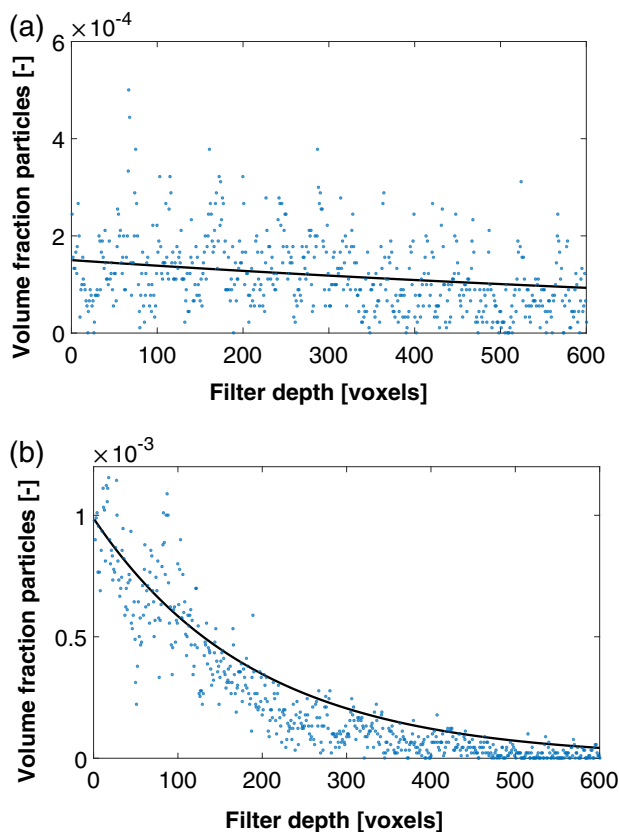 (a)
×10⁻⁴
6
4
2
0
Volume fraction particles [-]
0 100 200 300 400 500 600
Filter depth [voxels]
(b)
×10⁻³
1
0.5
0
Volume fraction particles [-]
0 100 200 300 400 500 600
Filter depth [voxels]